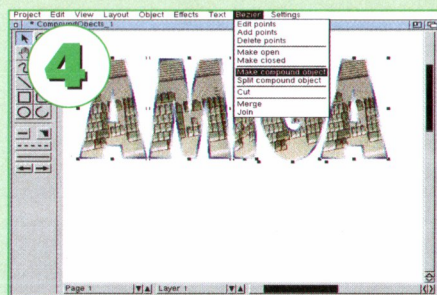 Project Edit View Layout Object Effects Text Bezier Settings
* CompoundObects_1
4
Edit points
Add points
Delete points
Make open
Make closed
Make compound object
Split compound object
Cut
Merge
Join
AMIGA
Page 1 Layer 1